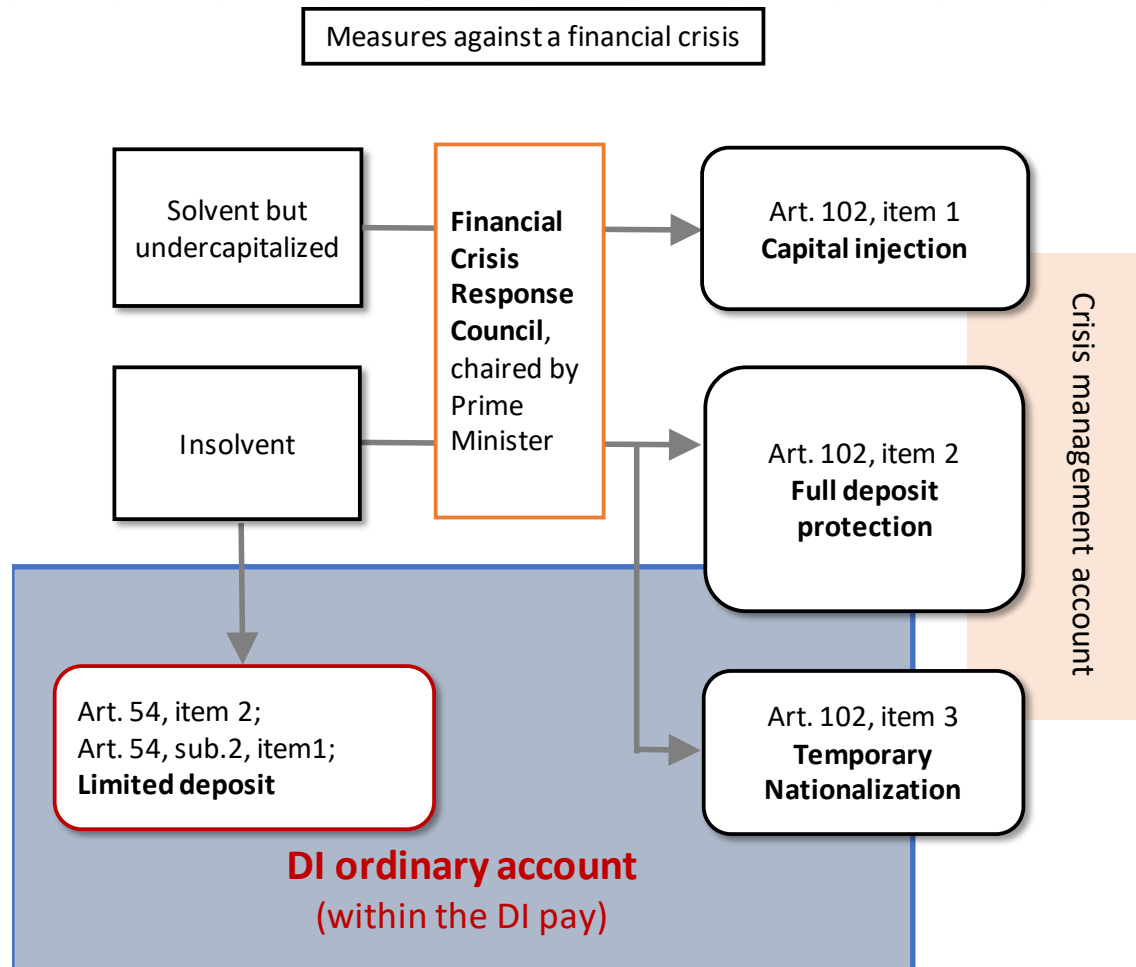 Measures against a financial crisis
Solvent but
undercapitalized
Financial
Crisis
Response
Council,
chaired by
Prime
Minister
Art. 102, item 1
Capital injection
Insolvent
Art. 102, item 2
Full deposit
protection
Crisis management account
Art. 54, item 2;
Art. 54, sub.2, item1;
Limited deposit
Art. 102, item 3
Temporary
Nationalization
DI ordinary account
(within the DI pay)